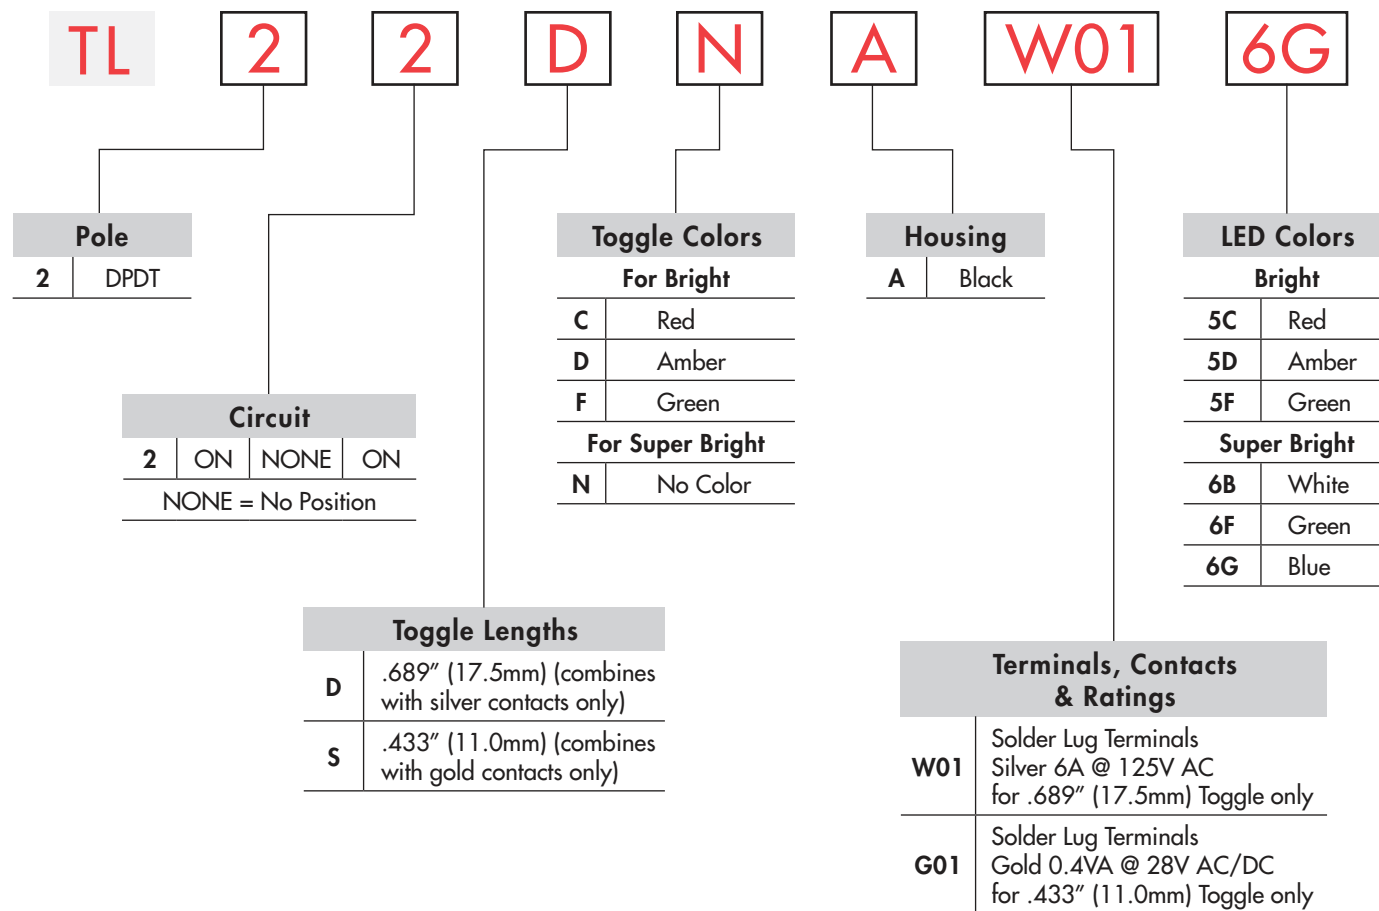 TL 2 2 D N A W01 6G
Pole
2 DPDT
Circuit
2 ON NONE ON
NONE = No Position
Toggle Lengths
D .689″ (17.5mm) (combines
with silver contacts only)
S .433″ (11.0mm) (combines
with gold contacts only)
Toggle Colors
For Bright
C Red
D Amber
F Green
For Super Bright
N No Color
Housing
A Black
Terminals, Contacts
& Ratings
W01 Solder Lug Terminals
Silver 6A @ 125V AC
for .689″ (17.5mm) Toggle only
G01 Solder Lug Terminals
Gold 0.4VA @ 28V AC/DC
for .433″ (11.0mm) Toggle only
LED Colors
Bright
5C Red
5D Amber
5F Green
Super Bright
6B White
6F Green
6G Blue